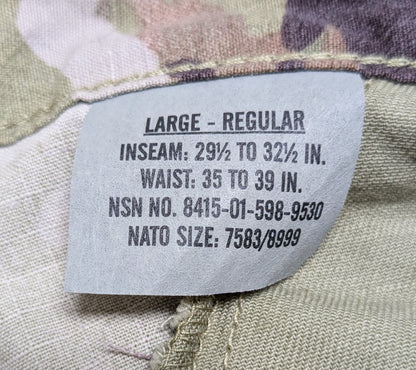 LARGE - REGULAR
INSEAM: 29½ TO 32½ IN.
WAIST: 35 TO 39 IN.
NSN NO. 8415-01-598-9530
NATO SIZE: 7583/8999